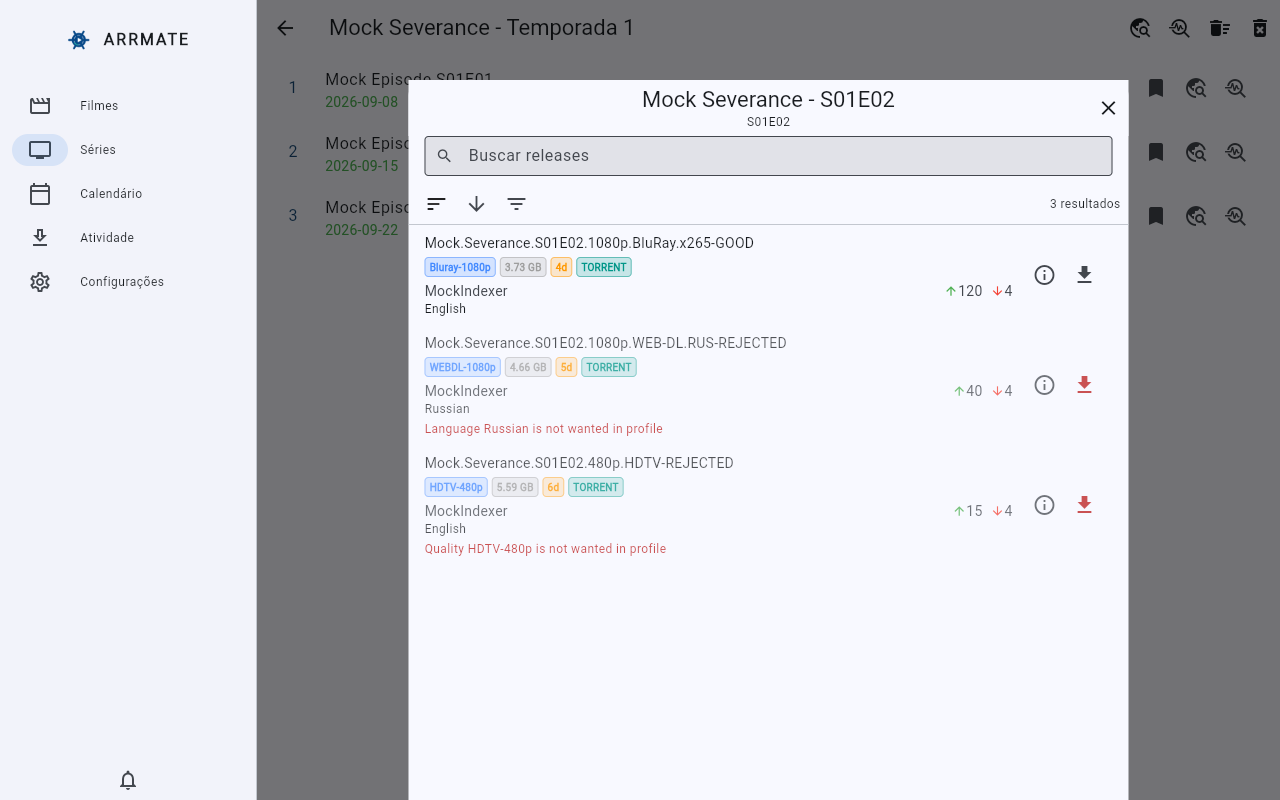 ARRMATE
Filmes
Séries
Calendário
Atividade
Configurações
Mock Severance - Temporada 1
1
Mock Episode S01E01
2026-09-08
2
Mock
2026-09-15
3
Mock
2026-09-22
Mock Severance - S01E02
S01E02
Buscar releases
3 resultados
Mock.Severance.S01E02.1080p.BluRay.x265-GOOD
Bluray-1080p 3.73 GB 4d TORRENT
MockIndexer 120 4
English
Mock.Severance.S01E02.1080p.WEB-DL.RUS-REJECTED
WEBDL-1080p 4.66 GB 5d TORRENT
MockIndexer 40 4
Russian
Language Russian is not wanted in profile
Mock.Severance.S01E02.480p.HDTV-REJECTED
HDTV-480p 5.59 GB 6d TORRENT
MockIndexer 15 4
English
Quality HDTV-480p is not wanted in profile